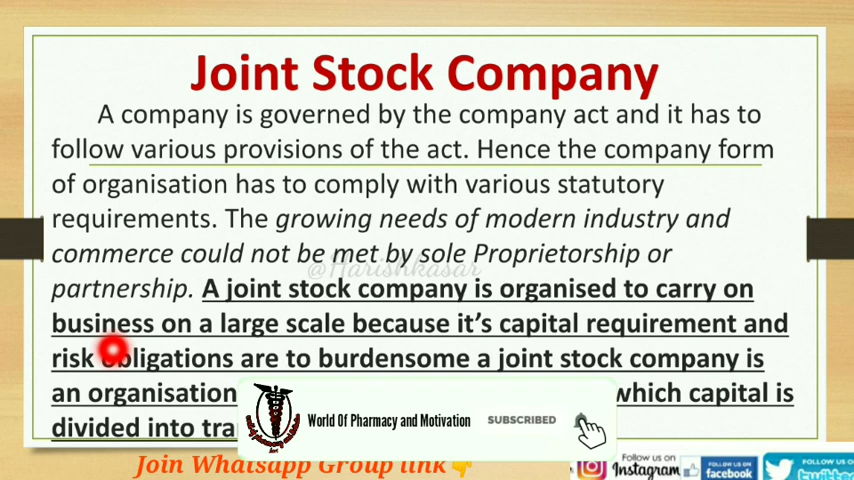 Joint Stock Company
A company is governed by the company act and it has to
follow various provisions of the act. Hence the company form
of organisation has to comply with various statutory
requirements. The growing needs of modern industry and
commerce could not be met by sole Proprietorship or
@Harishkasar
partnership. A joint stock company is organised to carry on
business on a large scale because it's capital requirement and
risk obligations are to burdensome a joint stock company is
an organisation which capital is
divided into tra
World Of Pharmacy and Motivation SUBSCRIBED
Join Whatsapp Group link
Follow us on
Instagram
FOLLOW US ON
facebook
FOLLOW US
twitter